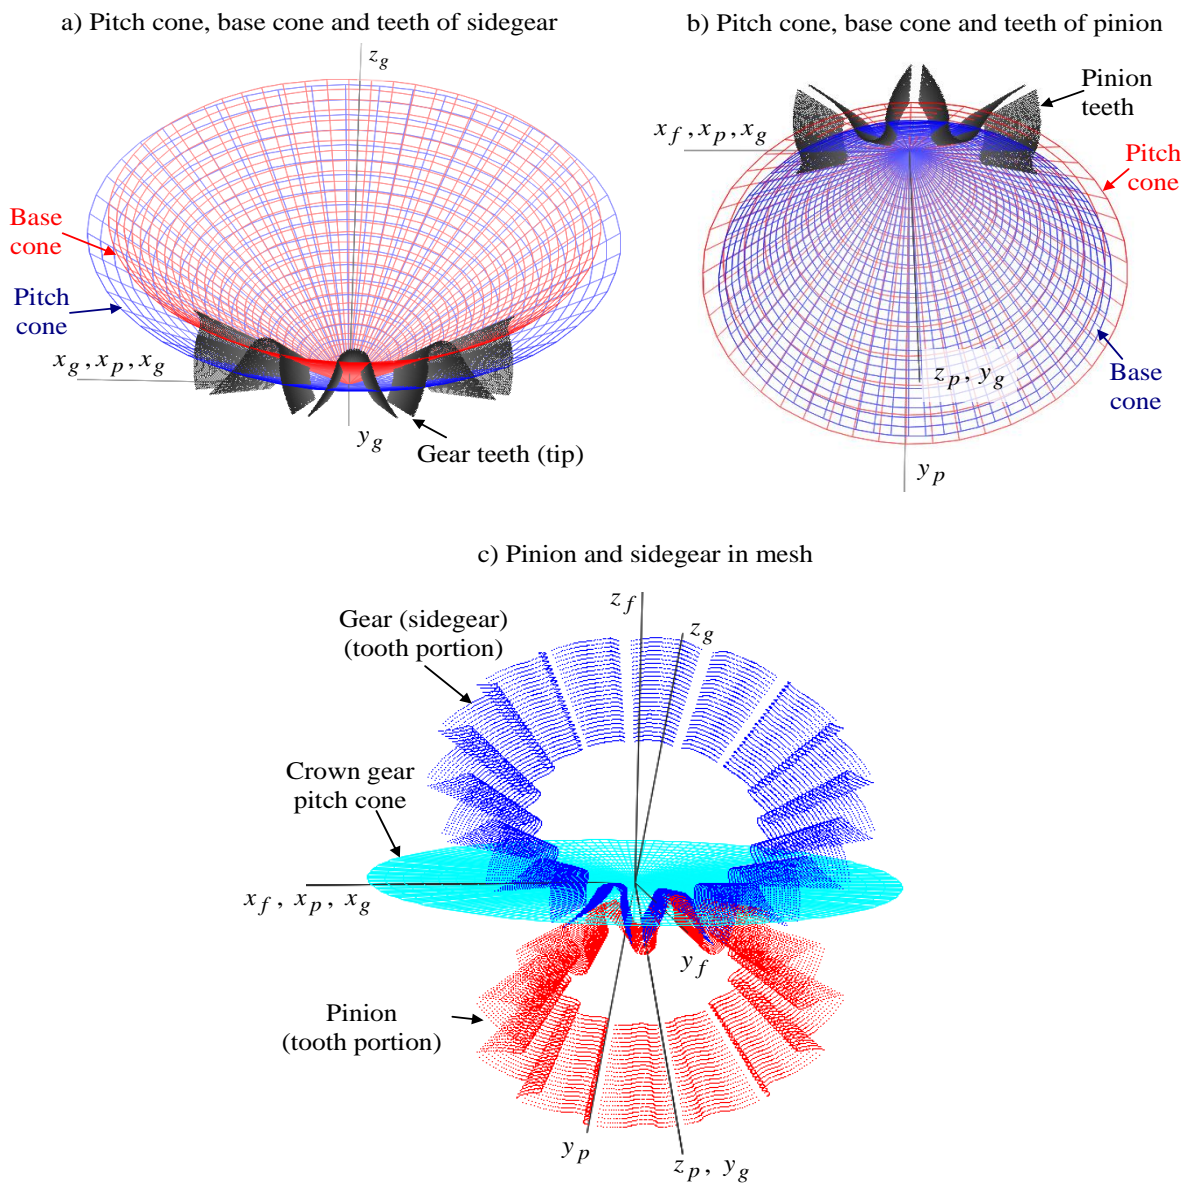 a) Pitch cone, base cone and teeth of sidegear
z_g
Base
cone
Pitch
cone
x_g, x_p, x_g
y_g
Gear teeth (tip)
b) Pitch cone, base cone and teeth of pinion
Pinion
teeth
x_f, x_p, x_g
Pitch
cone
z_p, y_g
Base
cone
y_p
c) Pinion and sidegear in mesh
z_f
Gear (sidegear)
(tooth portion)
z_g
Crown gear
pitch cone
x_f, x_p, x_g
y_f
Pinion
(tooth portion)
y_p
z_p, y_g